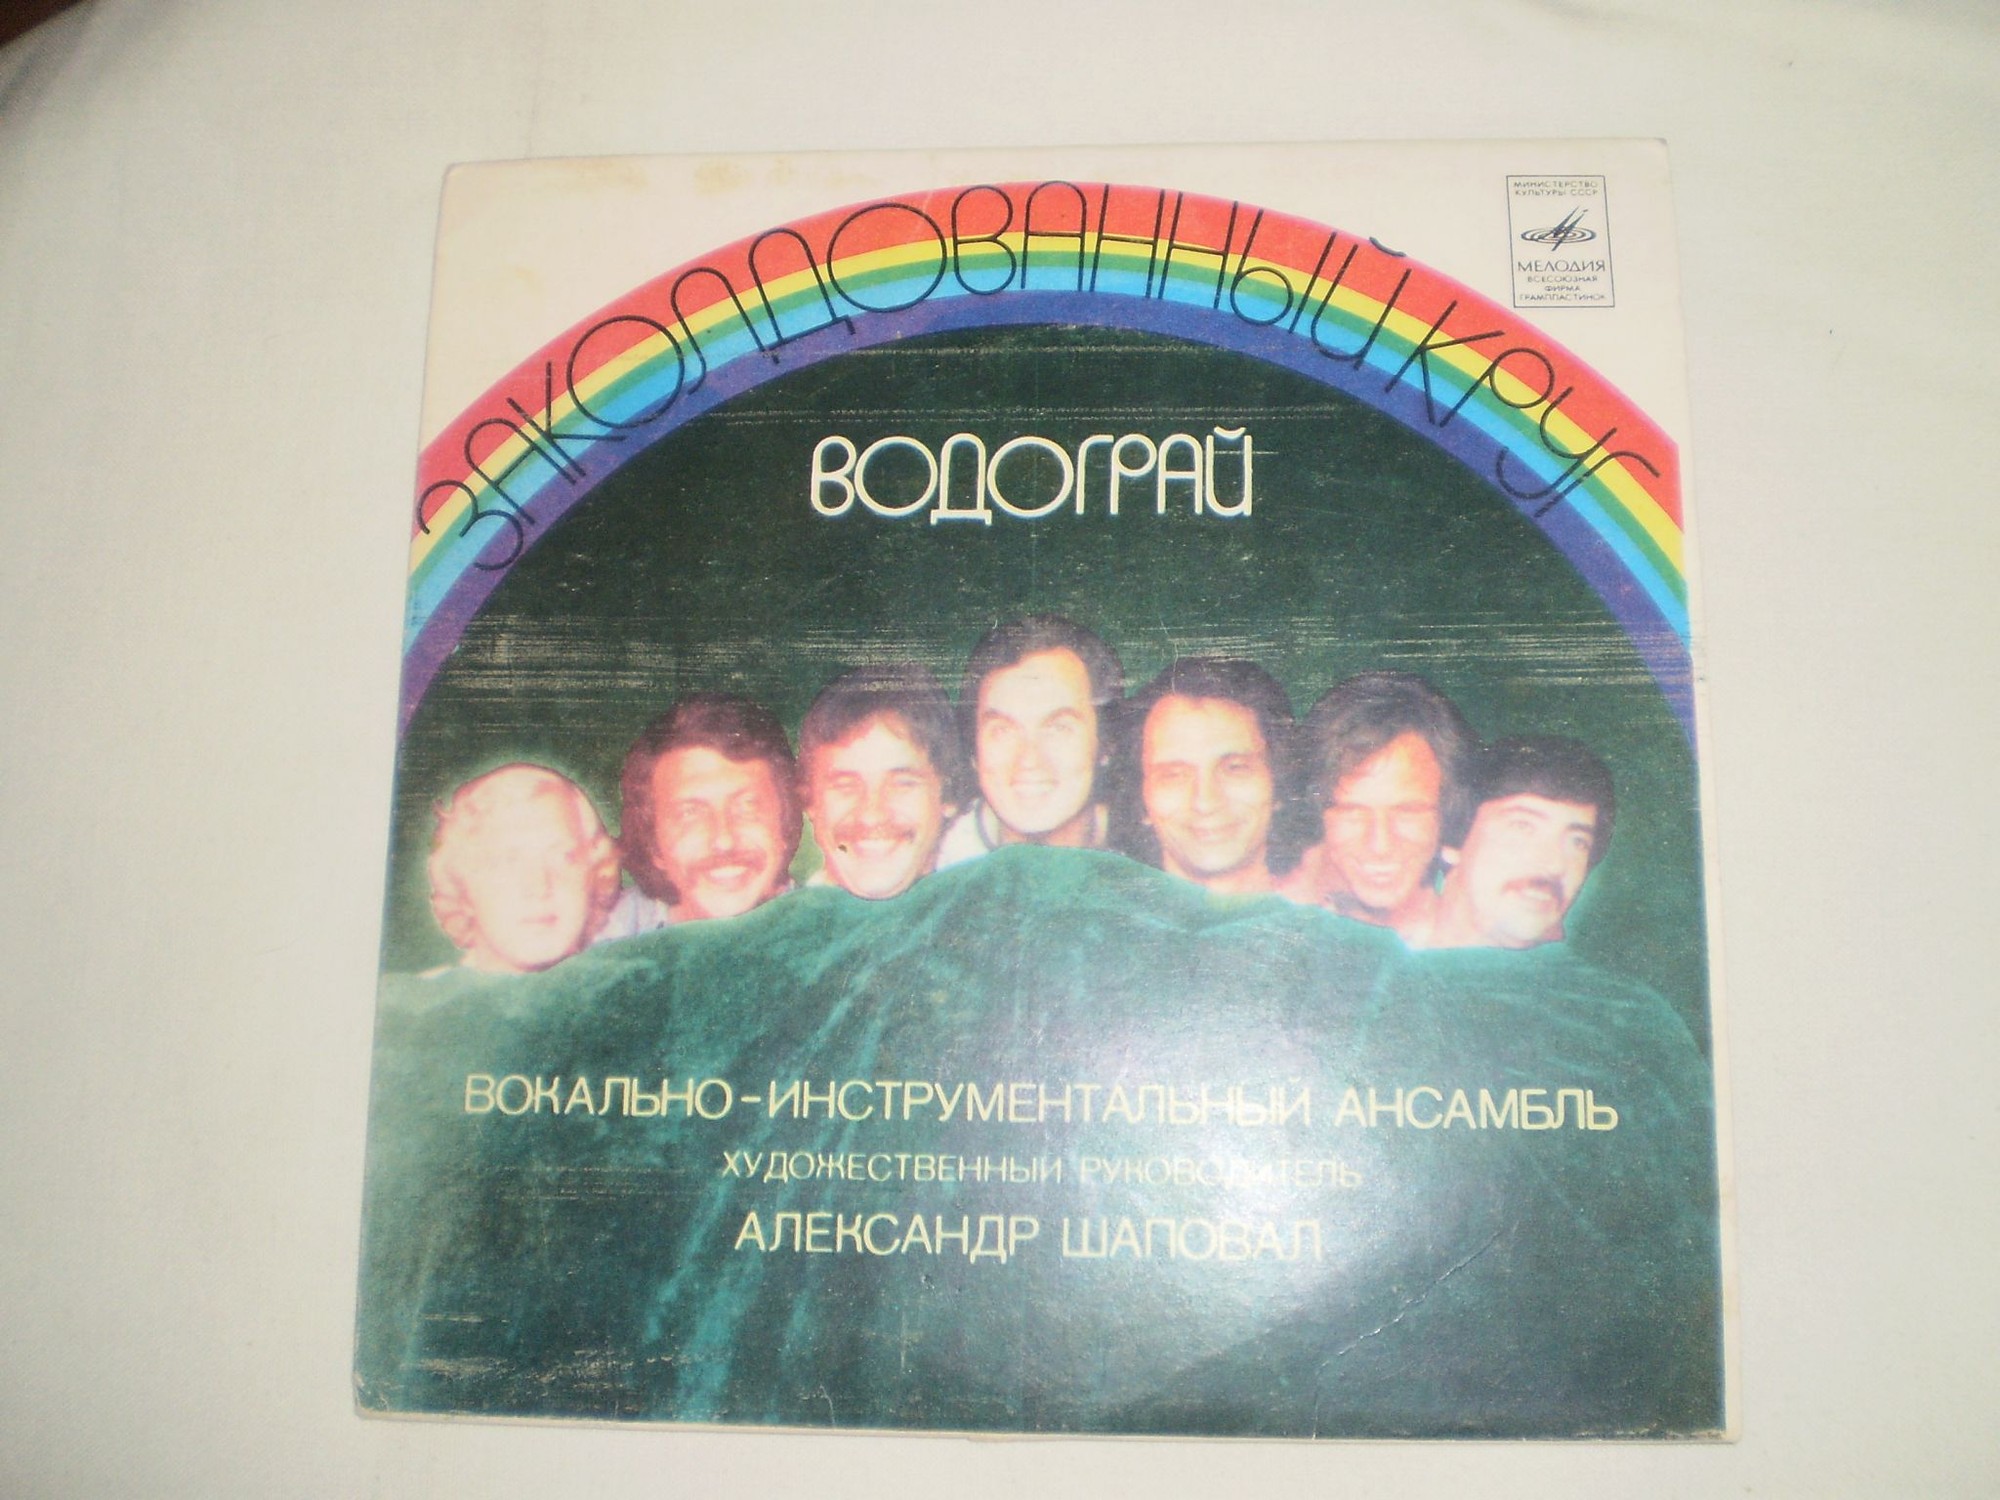 ЗАКОЛДОВАННЫЙ КРУГ
МИНИСТЕРСТВО
КУЛЬТУРЫ СССР
МЕЛОДИЯ
ВСЕСОЮЗНАЯ
ФИРМА
ГРАМПЛАСТИНОК
ВОДОГРАЙ
ВОКАЛЬНО-ИНСТРУМЕНТАЛЬНЫЙ АНСАМБЛЬ
ХУДОЖЕСТВЕННЫЙ РУКОВОДИТЕЛЬ
АЛЕКСАНДР ШАПОВАЛ